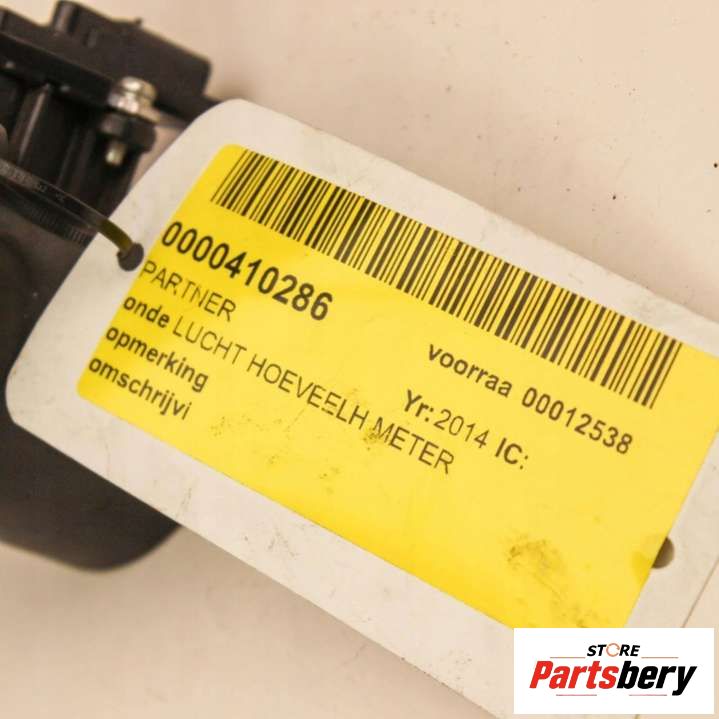 0000410286
PARTNER voorraa 00012538
onde LUCHT HOEVEELH METER
opmerking Yr: 2014 IC:
omschrijvi
STORE
Partsbery